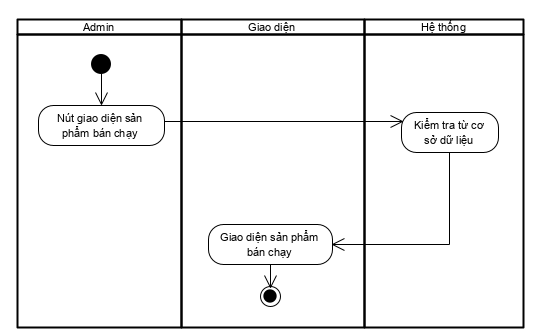 Admin
Giao diện
Hệ thống
Nút giao diện sản
phẩm bán chạy
Kiểm tra từ cơ
sở dữ liệu
Giao diện sản phẩm
bán chạy